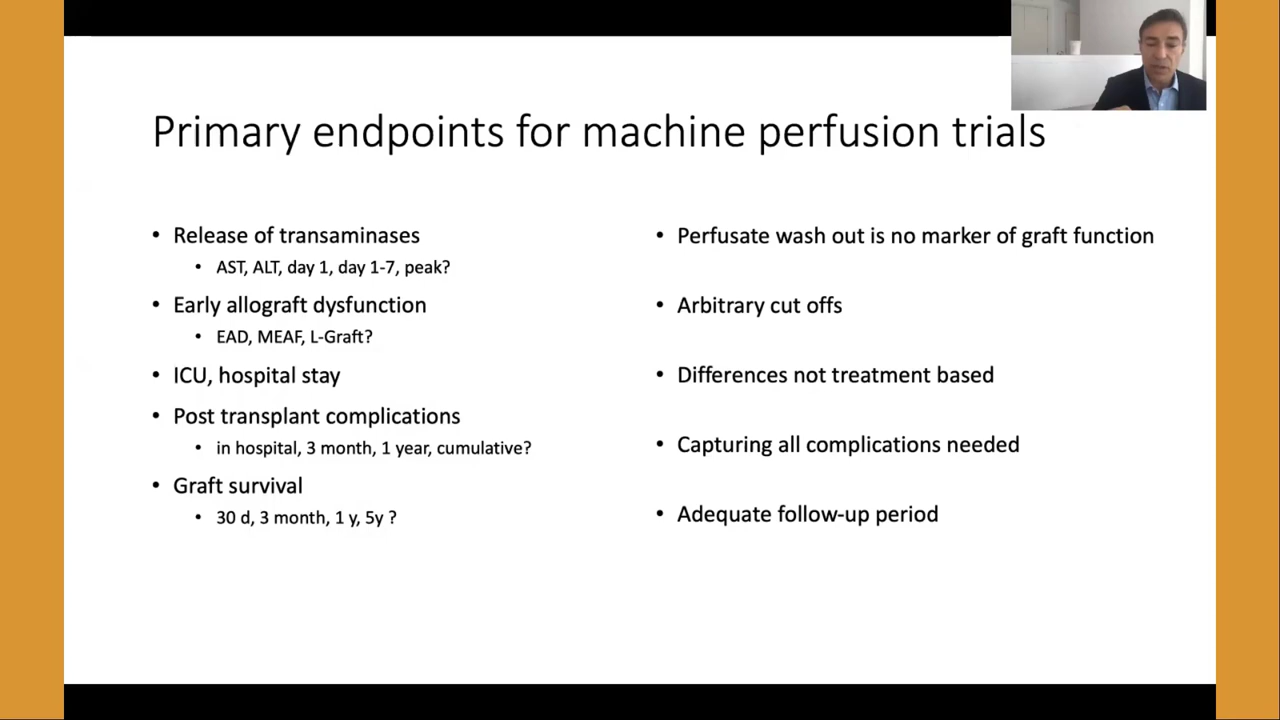 Primary endpoints for machine perfusion trials
• Release of transaminases
• AST, ALT, day 1, day 1-7, peak?
• Early allograft dysfunction
• EAD, MEAF, L-Graft?
• ICU, hospital stay
• Post transplant complications
• in hospital, 3 month, 1 year, cumulative?
• Graft survival
• 30 d, 3 month, 1 y, 5y ?
• Perfusate wash out is no marker of graft function
• Arbitrary cut offs
• Differences not treatment based
• Capturing all complications needed
• Adequate follow-up period